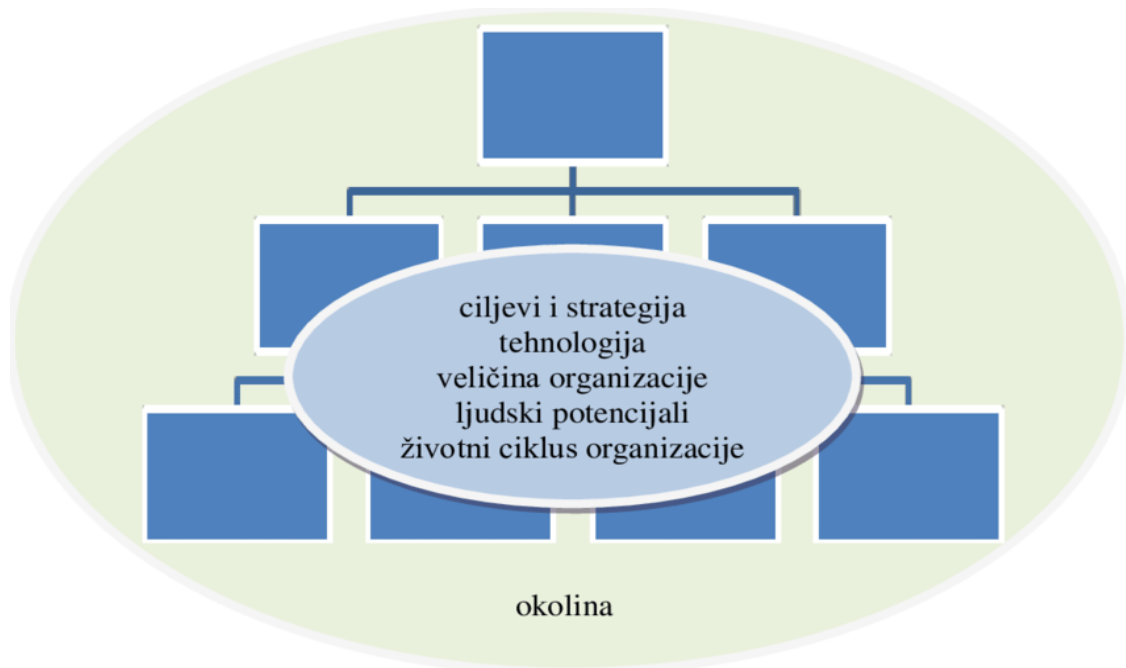 ciljevi i strategija
tehnologija
veličina organizacije
ljudski potencijali
životni ciklus organizacije
okolina